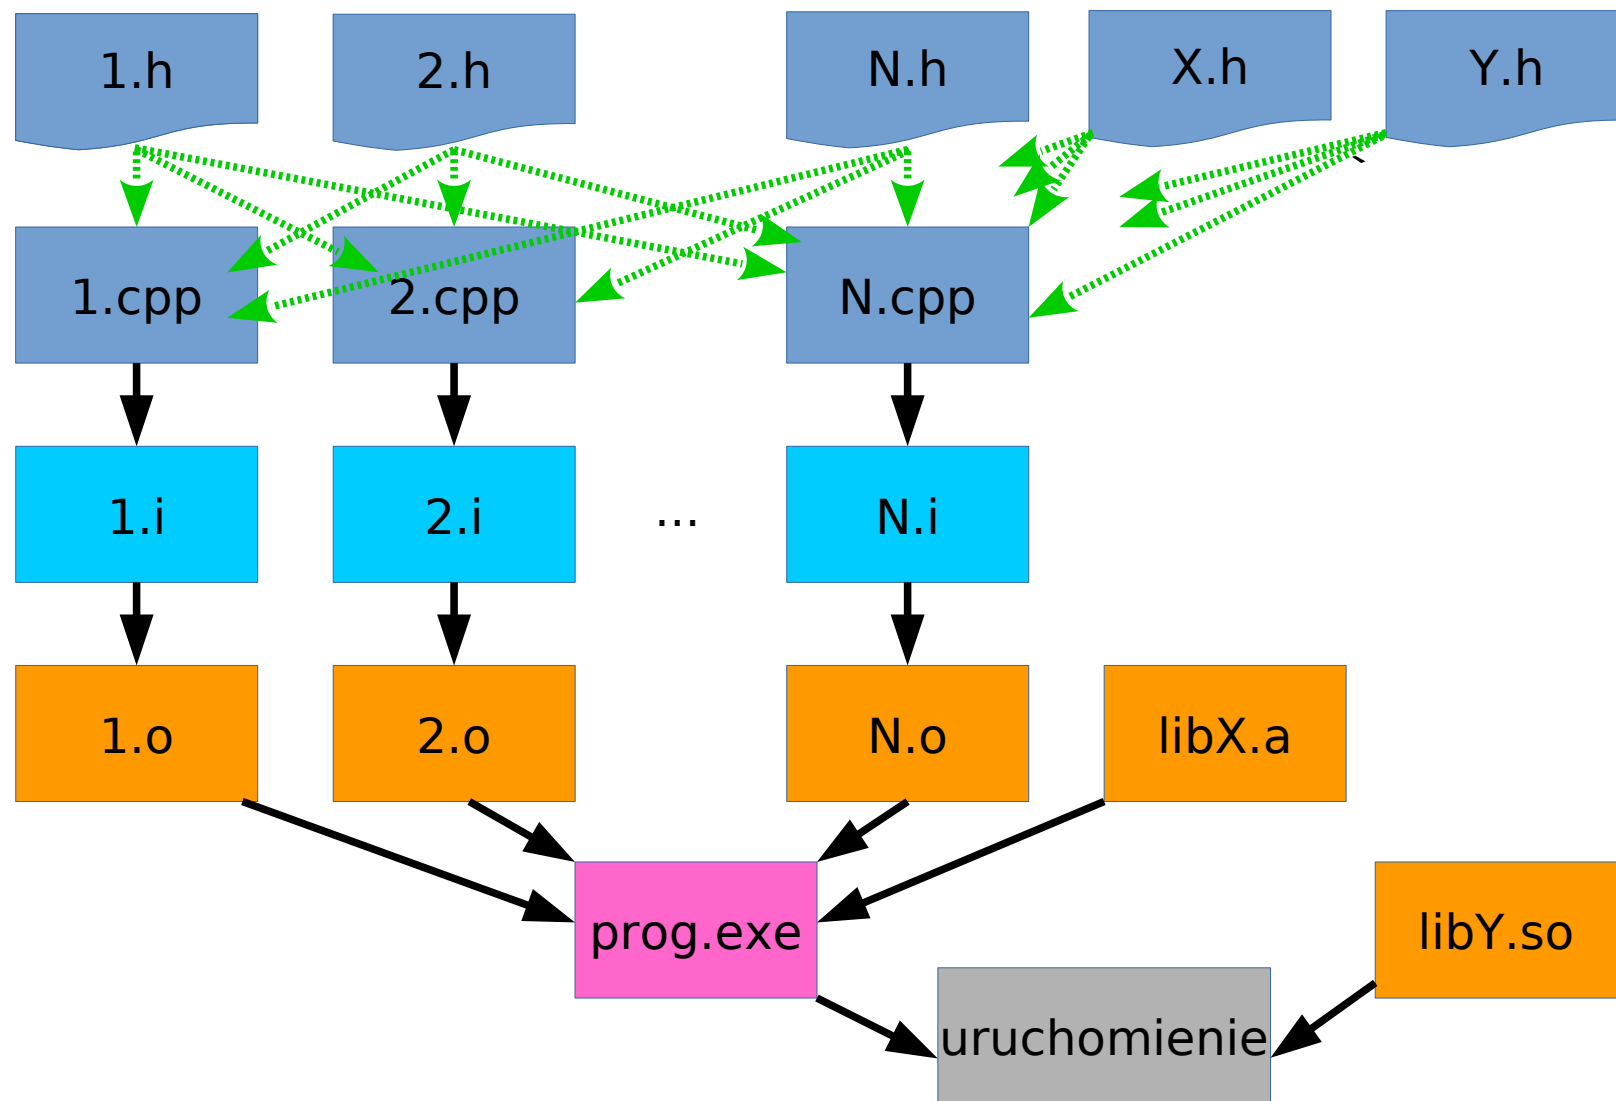 1.h
2.h
N.h
X.h
Y.h
1.cpp
2.cpp
N.cpp
1.i
2.i
...
N.i
1.o
2.o
N.o
libX.a
prog.exe
libY.so
uruchomienie